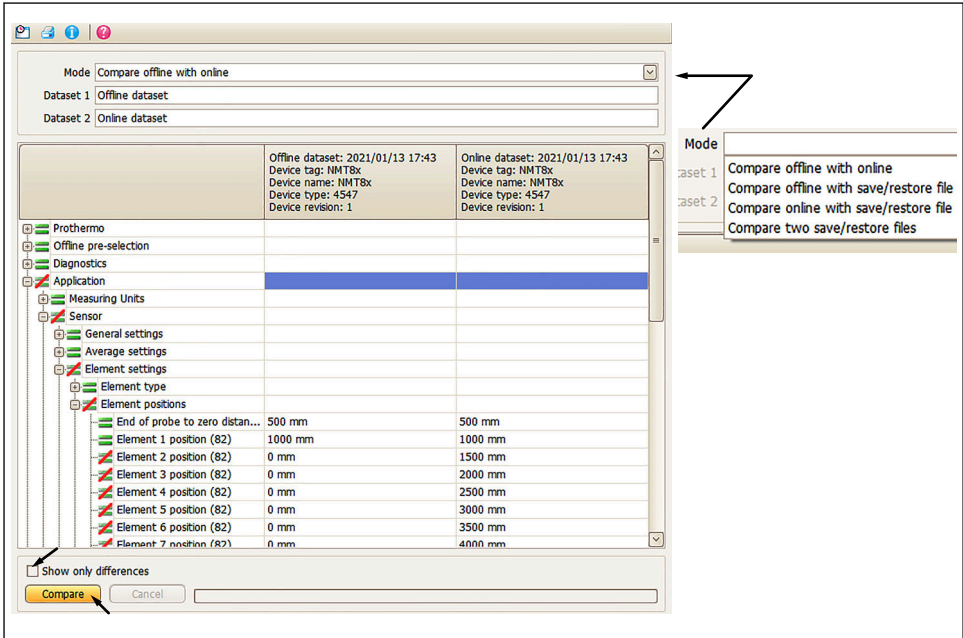 Mode Compare offline with online
Dataset 1 Offline dataset
Dataset 2 Online dataset
Offline dataset: 2021/01/13 17:43
Device tag: NMT8x
Device name: NMT8x
Device type: 4547
Device revision: 1
Online dataset: 2021/01/13 17:43
Device tag: NMT8x
Device name: NMT8x
Device type: 4547
Device revision: 1
Prothermo
Offline pre-selection
Diagnostics
Application
Measuring Units
Sensor
General settings
Average settings
Element settings
Element type
Element positions
End of probe to zero distan... 500 mm 500 mm
Element 1 position (82) 1000 mm 1000 mm
Element 2 position (82) 0 mm 1500 mm
Element 3 position (82) 0 mm 2000 mm
Element 4 position (82) 0 mm 2500 mm
Element 5 position (82) 0 mm 3000 mm
Element 6 position (82) 0 mm 3500 mm
Element 7 position (82) 0 mm 4000 mm
Show only differences
Compare Cancel
Mode
aset 1
aset 2
Compare offline with online
Compare offline with save/restore file
Compare online with save/restore file
Compare two save/restore files